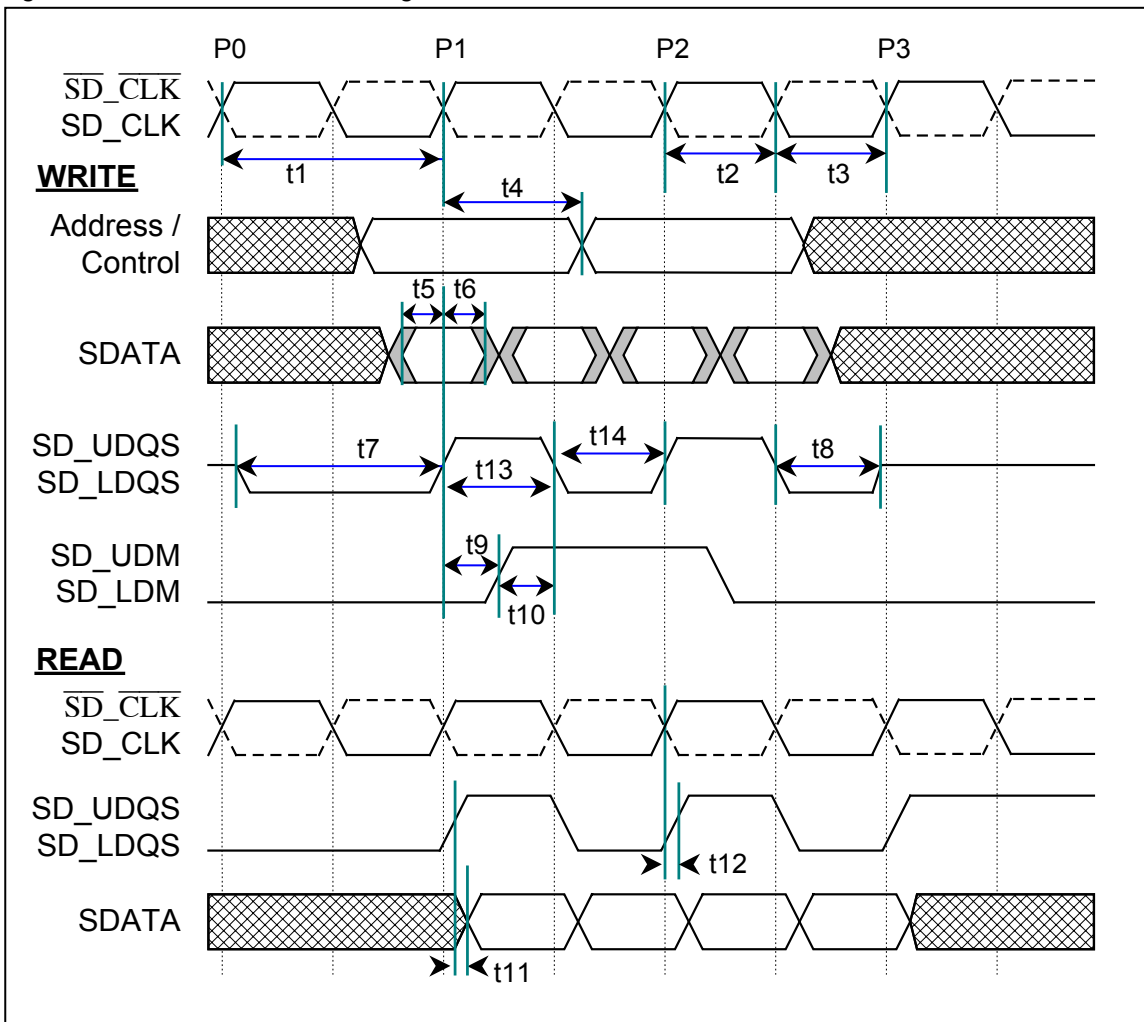 P0 P1 P2 P3
SD_CLK
SD_CLK
t1 t2 t3
WRITE
t4
Address /
Control
t5 t6
SDATA
SD_UDQS
SD_LDQS
t7 t14 t8
t13
SD_UDM
SD_LDM
t9
t10
READ
SD_CLK
SD_CLK
SD_UDQS
SD_LDQS
t12
SDATA
t11